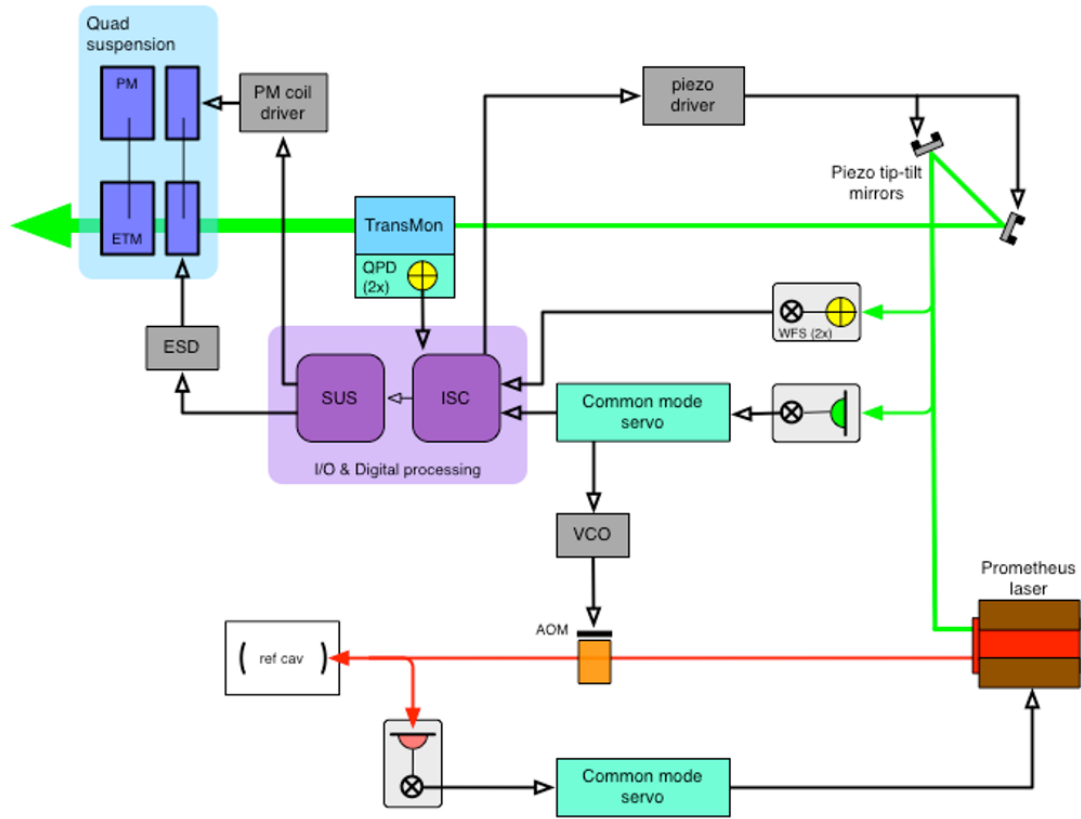 Quad
suspension
PM
PM coil
driver
piezo
driver
Piezo tip-tilt
mirrors
ETM
TransMon
QPD
(2x)
WFS (2x)
ESD
SUS
ISC
Common mode
servo
I/O & Digital processing
VCO
Prometheus
laser
AOM
ref cav
Common mode
servo